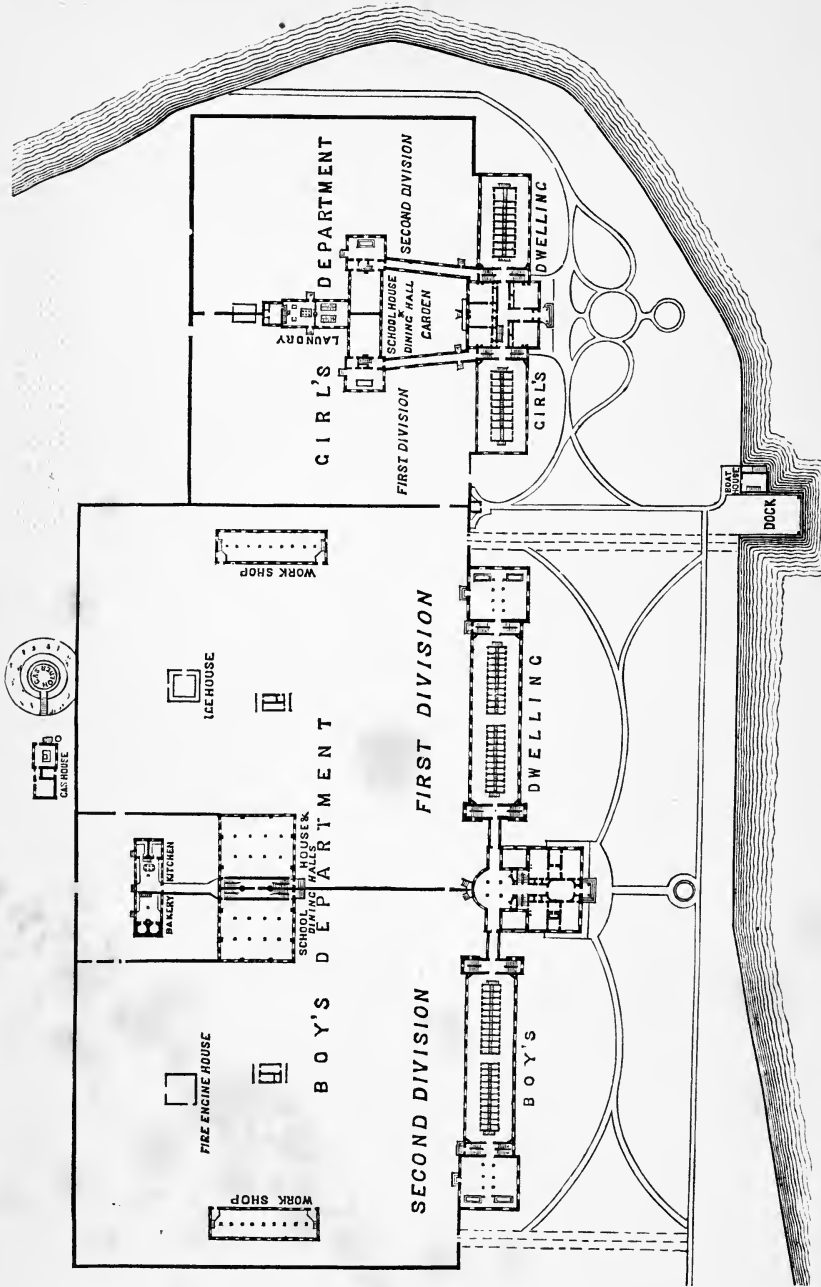 GIRL'S DEPARTMENT
SECOND DIVISION
FIRST DIVISION
LAUNDRY
SCHOOL HOUSE
&
DINING HALL
GARDEN
GIRL'S
DWELLING
BOAT
HOUSE
DOCK
BOY'S DEPARTMENT
WORK SHOP
ICE HOUSE
GAS HOUSE
KITCHEN
BAKERY
SCHOOL HOUSE &
DINING HALLS
FIRE ENGINE HOUSE
WORK SHOP
FIRST DIVISION
SECOND DIVISION
BOY'S
DWELLING